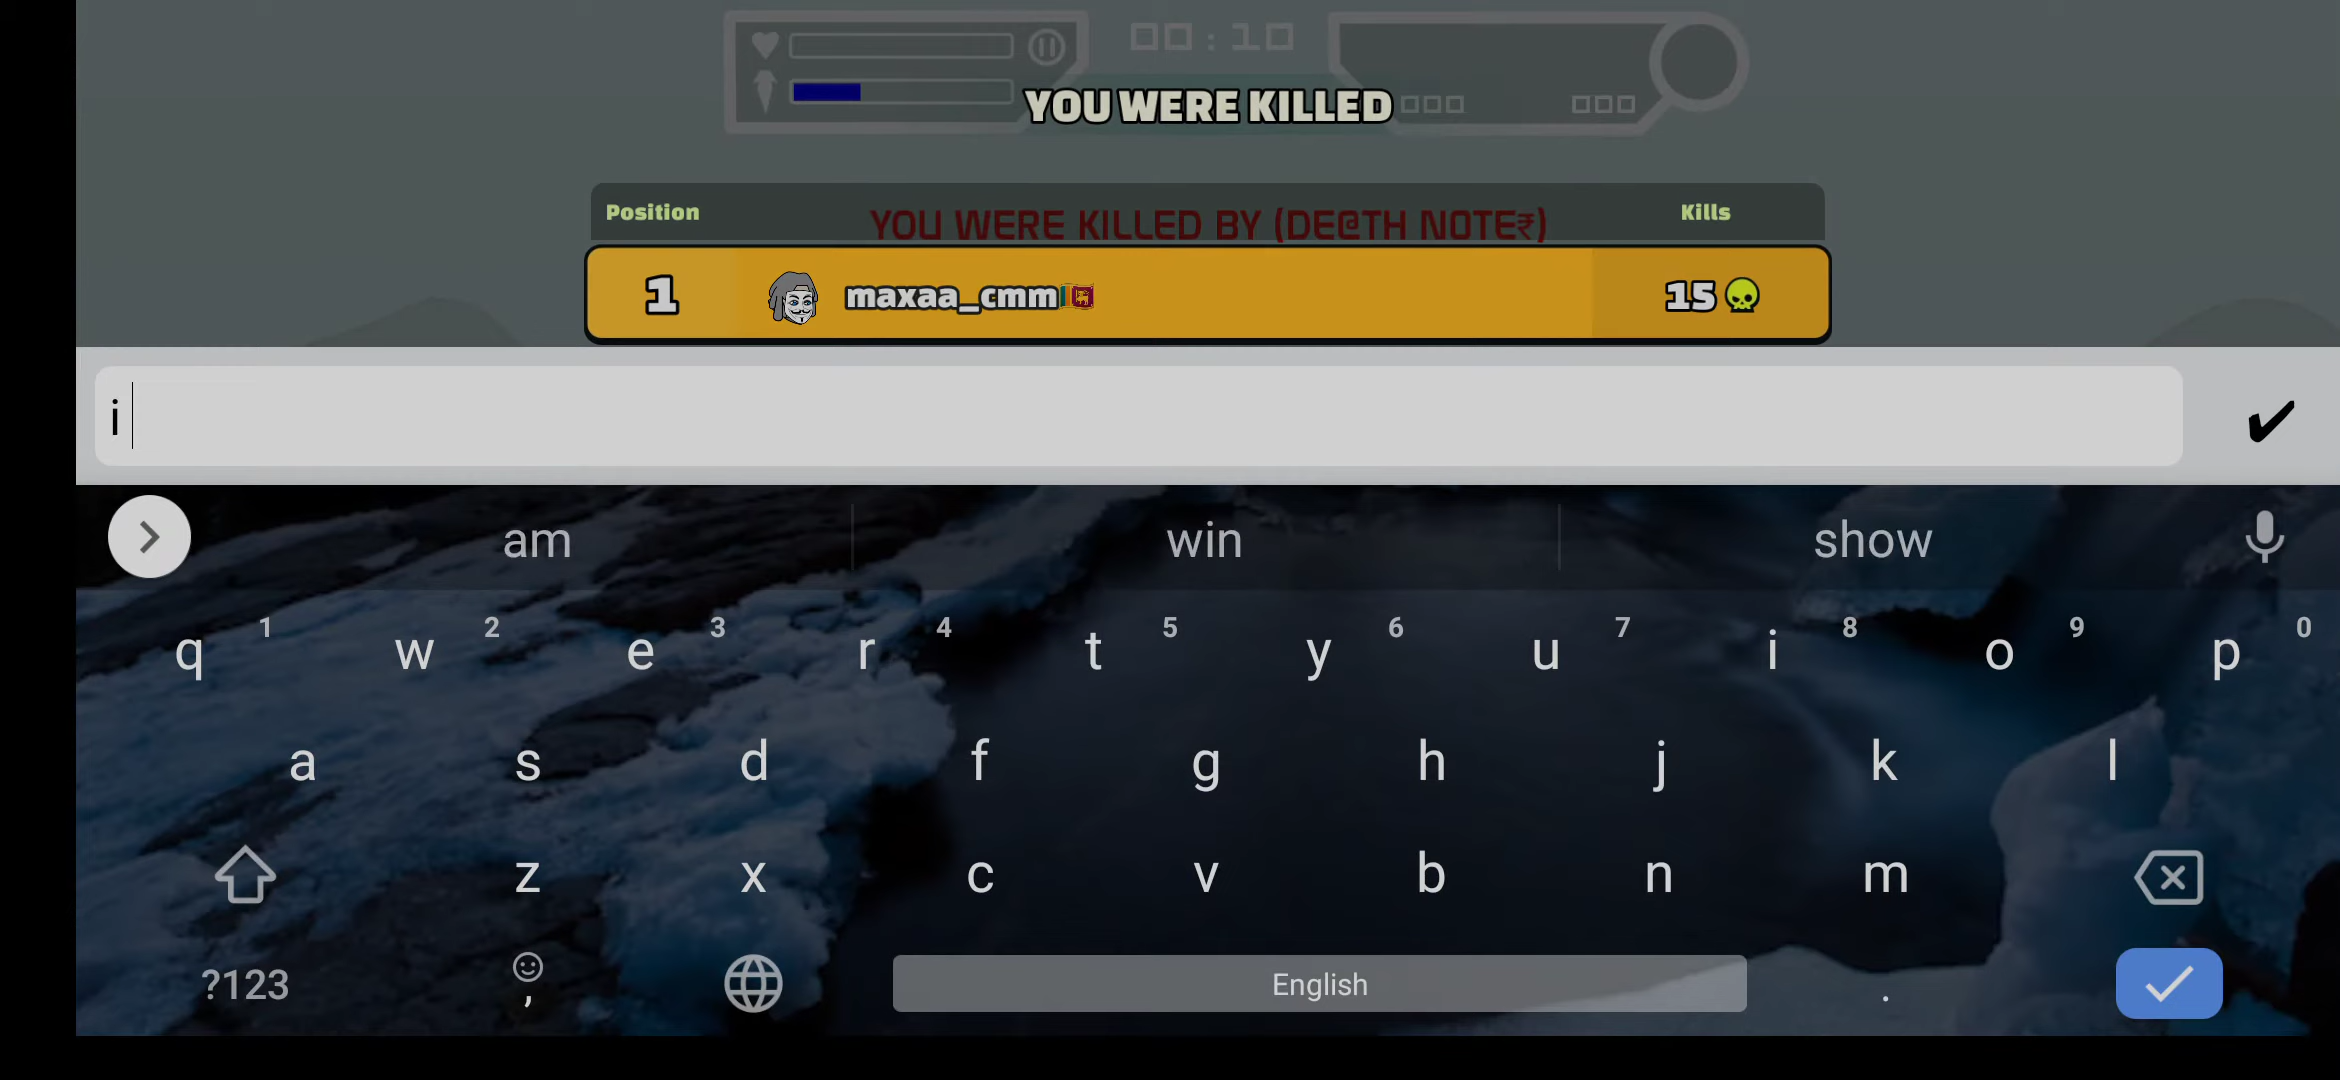 00:10
YOU WERE KILLED
Position
YOU WERE KILLED BY (DE@TH NOTE₹)
Kills
1 maxaa_cmm🇱🇰 15
i
am win show
q 1 w 2 e 3 r 4 t 5 y 6 u 7 i 8 o 9 p 0
a s d f g h j k l
z x c v b n m
?123 , English .